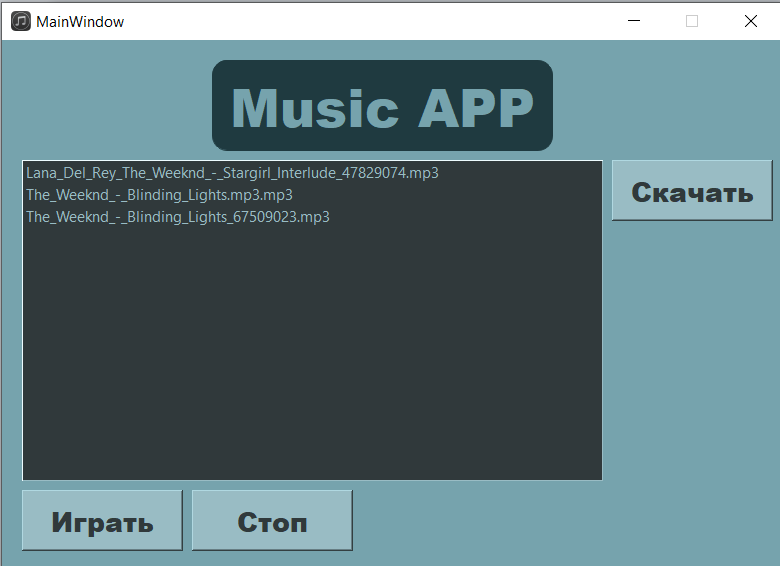 MainWindow
Music APP
Lana_Del_Rey_The_Weeknd_-_Stargirl_Interlude_47829074.mp3
The_Weeknd_-_Blinding_Lights.mp3.mp3
The_Weeknd_-_Blinding_Lights_67509023.mp3
Скачать
Играть
Стоп